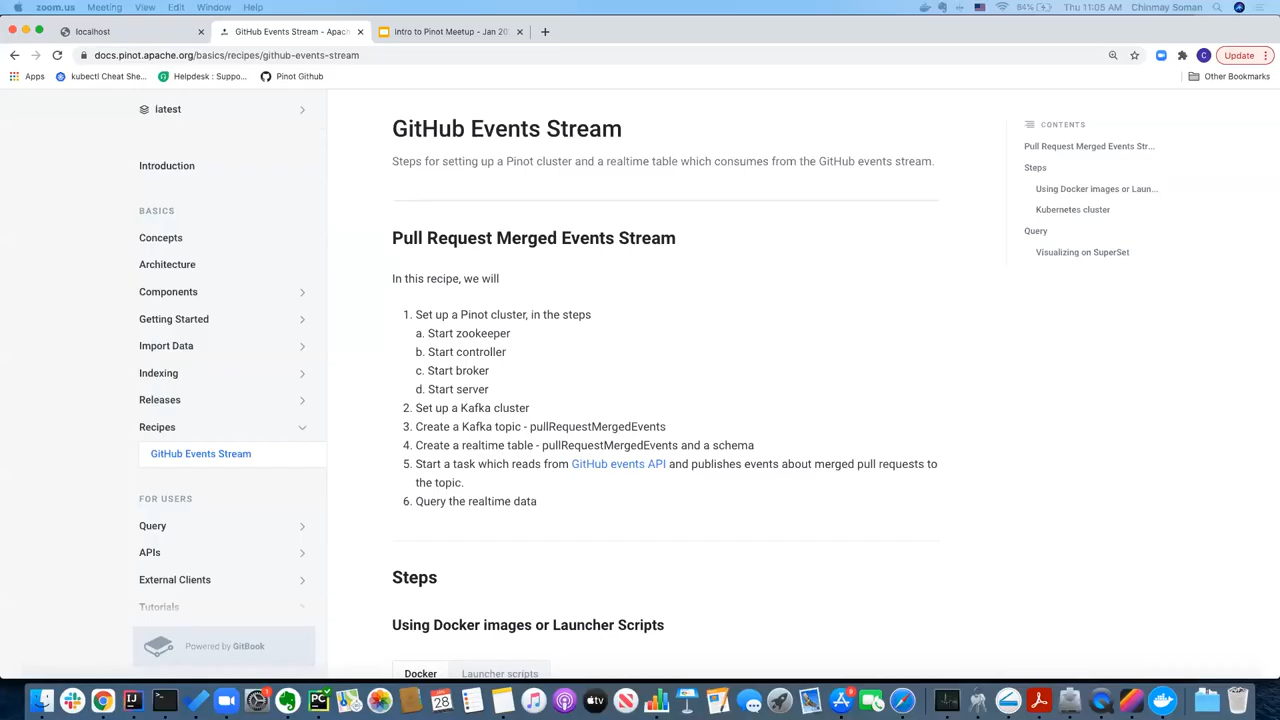 zoom.us Meeting View Edit Window Help 84% Thu 11:05 AM Chinmay Soman
localhost GitHub Events Stream - Apac Intro to Pinot Meetup - Jan 20
docs.pinot.apache.org/basics/recipes/github-events-stream C Update
Apps kubectl Cheat She... Helpdesk : Suppo... Pinot Github Other Bookmarks
latest
Introduction
BASICS
Concepts
Architecture
Components
Getting Started
Import Data
Indexing
Releases
Recipes
GitHub Events Stream
FOR USERS
Query
APIs
External Clients
Tutorials
Powered by GitBook
GitHub Events Stream
Steps for setting up a Pinot cluster and a realtime table which consumes from the GitHub events stream.
Pull Request Merged Events Stream
In this recipe, we will
1. Set up a Pinot cluster, in the steps
a. Start zookeeper
b. Start controller
c. Start broker
d. Start server
2. Set up a Kafka cluster
3. Create a Kafka topic - pullRequestMergedEvents
4. Create a realtime table - pullRequestMergedEvents and a schema
5. Start a task which reads from GitHub events API and publishes events about merged pull requests to
the topic.
6. Query the realtime data
Steps
Using Docker images or Launcher Scripts
Docker Launcher scripts
CONTENTS
Pull Request Merged Events Str...
Steps
Using Docker images or Laun...
Kubernetes cluster
Query
Visualizing on SuperSet